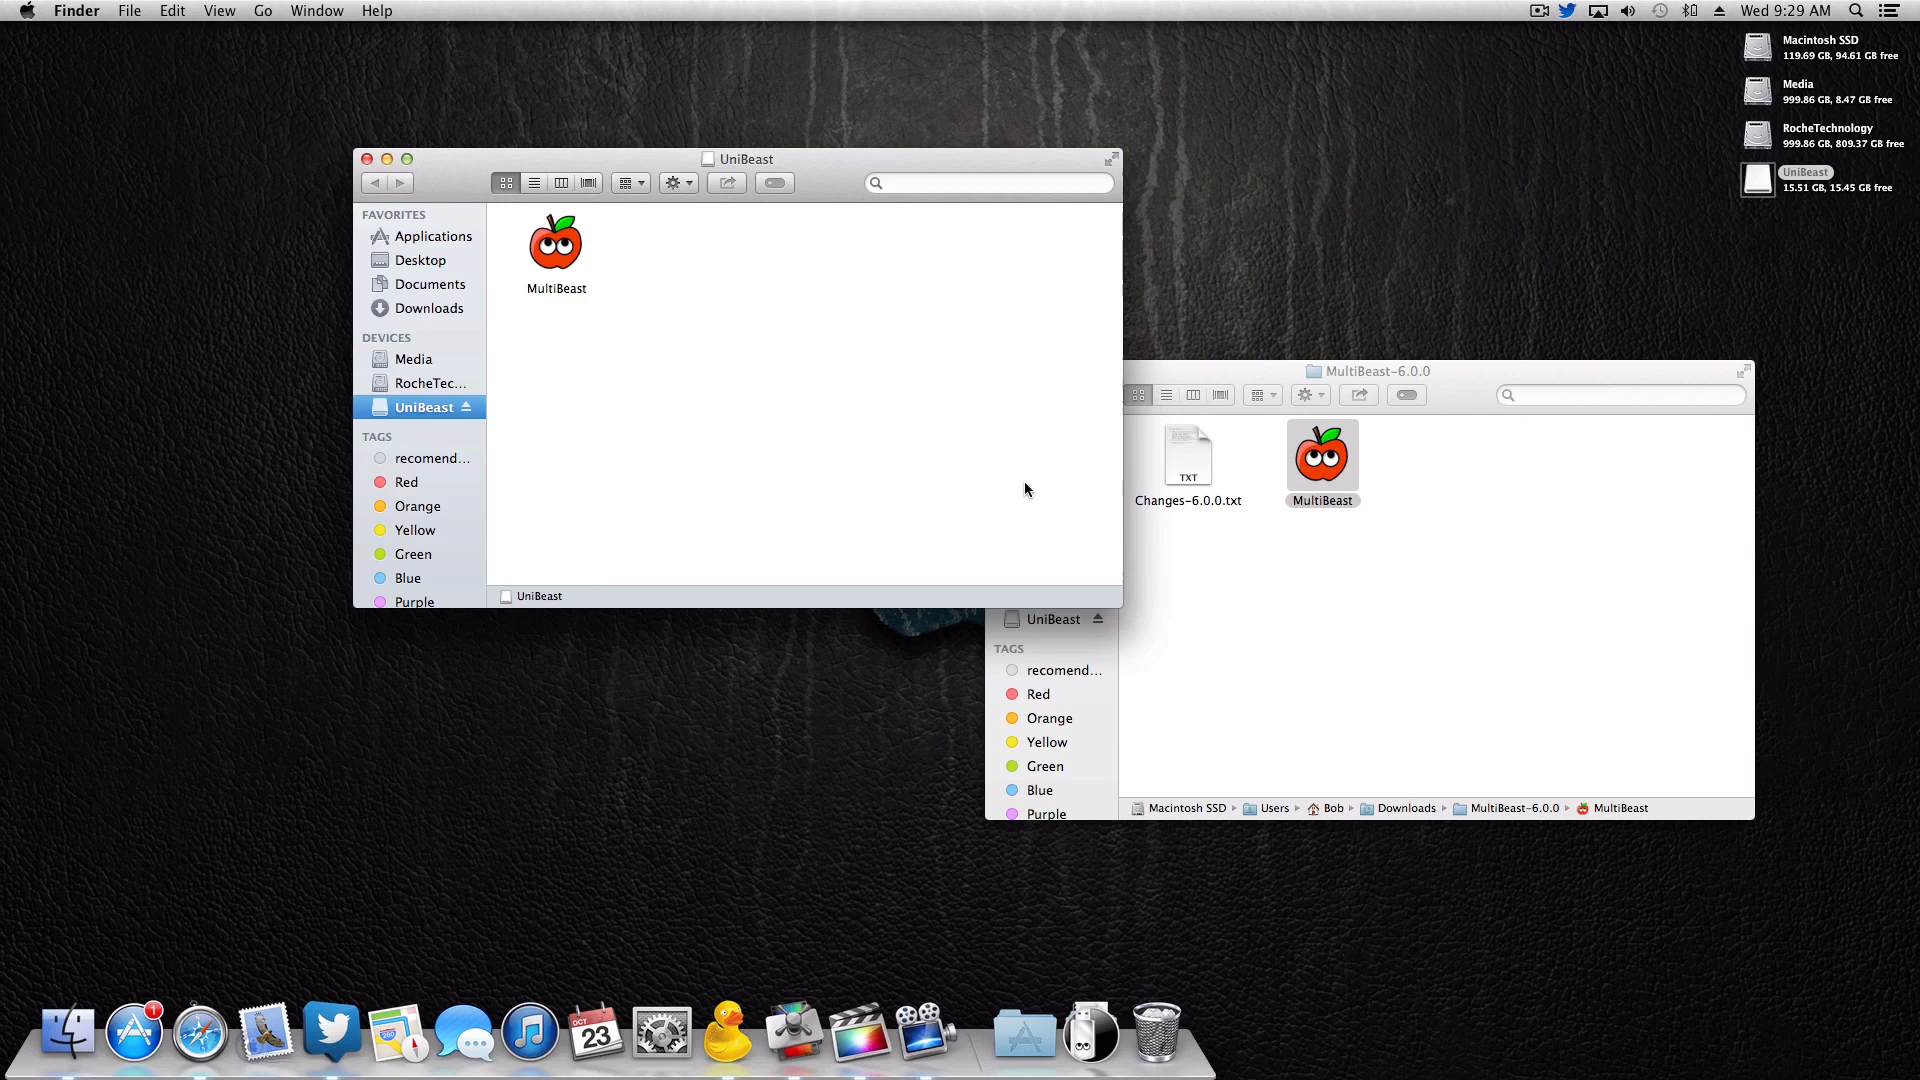 Finder File Edit View Go Window Help
Wed 9:29 AM
Macintosh SSD
119.69 GB, 94.61 GB free
Media
999.86 GB, 8.47 GB free
RocheTechnology
999.86 GB, 809.37 GB free
UniBeast
15.51 GB, 15.45 GB free
UniBeast
FAVORITES
Applications
Desktop
Documents
Downloads
DEVICES
Media
RocheTec...
UniBeast
TAGS
recomend...
Red
Orange
Yellow
Green
Blue
Purple
MultiBeast
UniBeast
MultiBeast-6.0.0
TXT
Changes-6.0.0.txt
MultiBeast
UniBeast
TAGS
recomend...
Red
Orange
Yellow
Green
Blue
Purple
Macintosh SSD Users Bob Downloads MultiBeast-6.0.0 MultiBeast
1
280
OCT
23